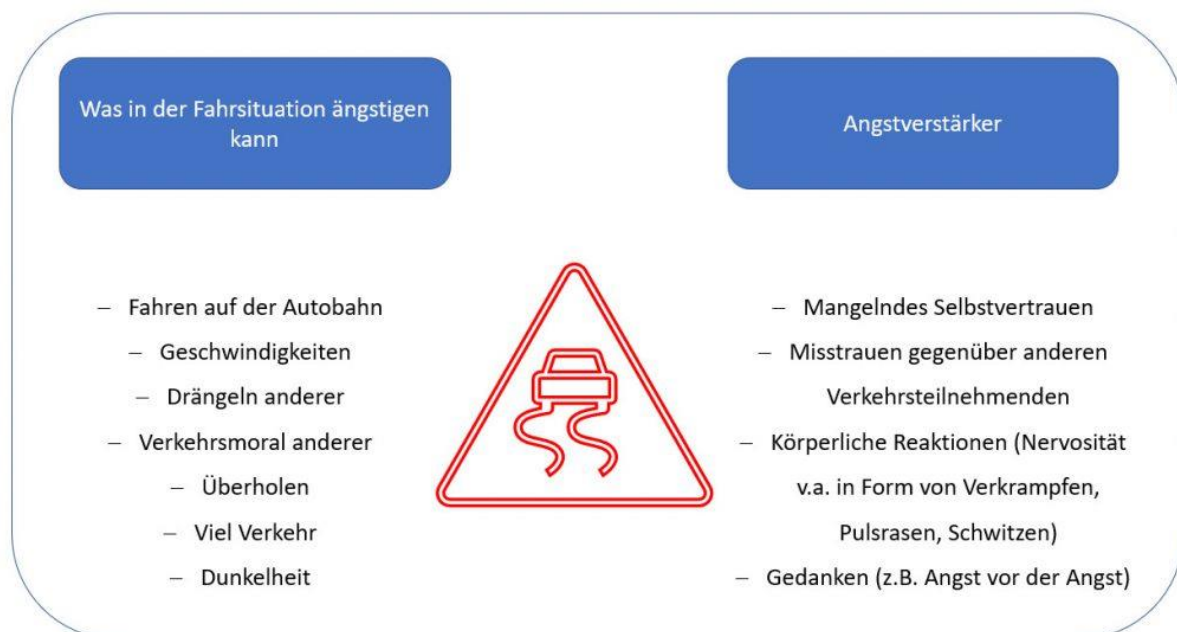 Was in der Fahrsituation ängstigen
kann
– Fahren auf der Autobahn
– Geschwindigkeiten
– Drängeln anderer
– Verkehrsmoral anderer
– Überholen
– Viel Verkehr
– Dunkelheit
Angstverstärker
– Mangelndes Selbstvertrauen
– Misstrauen gegenüber anderen
Verkehrsteilnehmenden
– Körperliche Reaktionen (Nervosität
v.a. in Form von Verkrampfen,
Pulsrasen, Schwitzen)
– Gedanken (z.B. Angst vor der Angst)